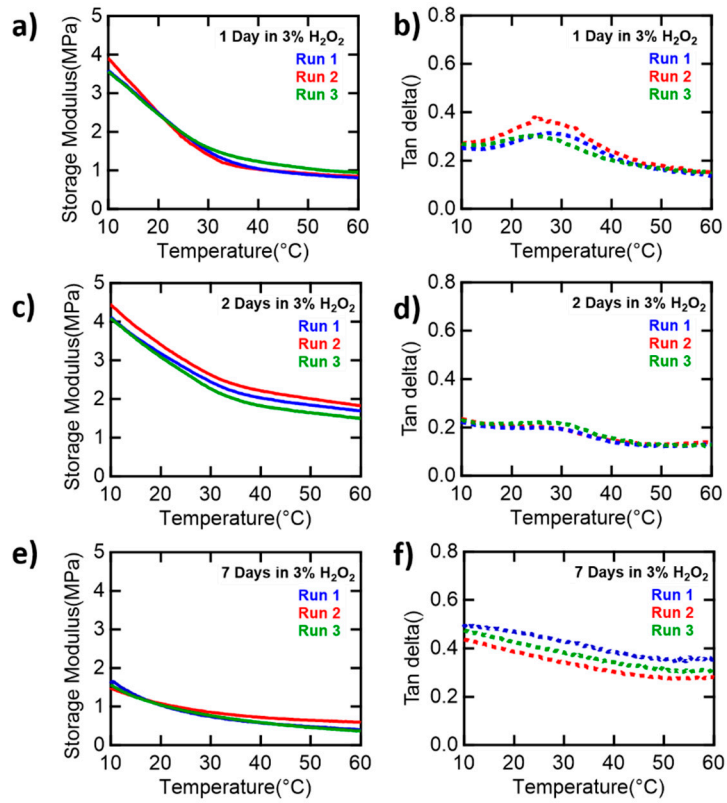 a)
1 Day in 3% H₂O₂
Run 1
Run 2
Run 3
Storage Modulus(MPa)
5
4
3
2
1
0
10 20 30 40 50 60
Temperature(°C)
b)
1 Day in 3% H₂O₂
Run 1
Run 2
Run 3
Tan delta()
0.8
0.6
0.4
0.2
0.0
10 20 30 40 50 60
Temperature(°C)
c)
2 Days in 3% H₂O₂
Run 1
Run 2
Run 3
Storage Modulus(MPa)
5
4
3
2
1
0
10 20 30 40 50 60
Temperature(°C)
d)
2 Days in 3% H₂O₂
Run 1
Run 2
Run 3
Tan delta()
0.8
0.6
0.4
0.2
0.0
10 20 30 40 50 60
Temperature(°C)
e)
7 Days in 3% H₂O₂
Run 1
Run 2
Run 3
Storage Modulus(MPa)
5
4
3
2
1
0
10 20 30 40 50 60
Temperature(°C)
f)
7 Days in 3% H₂O₂
Run 1
Run 2
Run 3
Tan delta()
0.8
0.6
0.4
0.2
0.0
10 20 30 40 50 60
Temperature(°C)